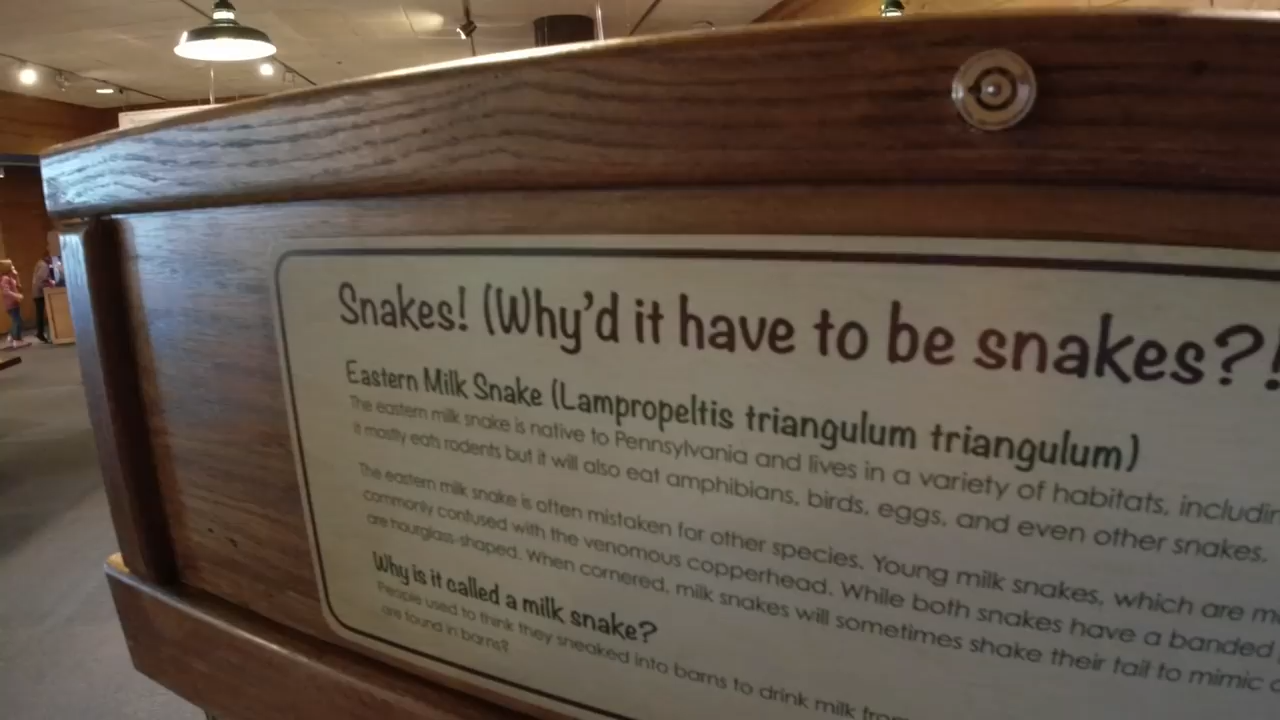 Snakes! (Why'd it have to be snakes?!
Eastern Milk Snake (Lampropeltis triangulum triangulum)
The eastern milk snake is native to Pennsylvania and lives in a variety of habitats,
It mostly eats rodents but it will also eat amphibians, birds, eggs, and even other snakes.
The eastern milk snake is often mistaken for other species. Young milk snakes, which are
commonly confused with the venomous copperhead. While both snakes have a banded
are hourglass-shaped. When cornered, milk snakes will sometimes shake their tail to mimic
Why is it called a milk snake?
People used to think they sneaked into barns to drink milk
are found in barns?